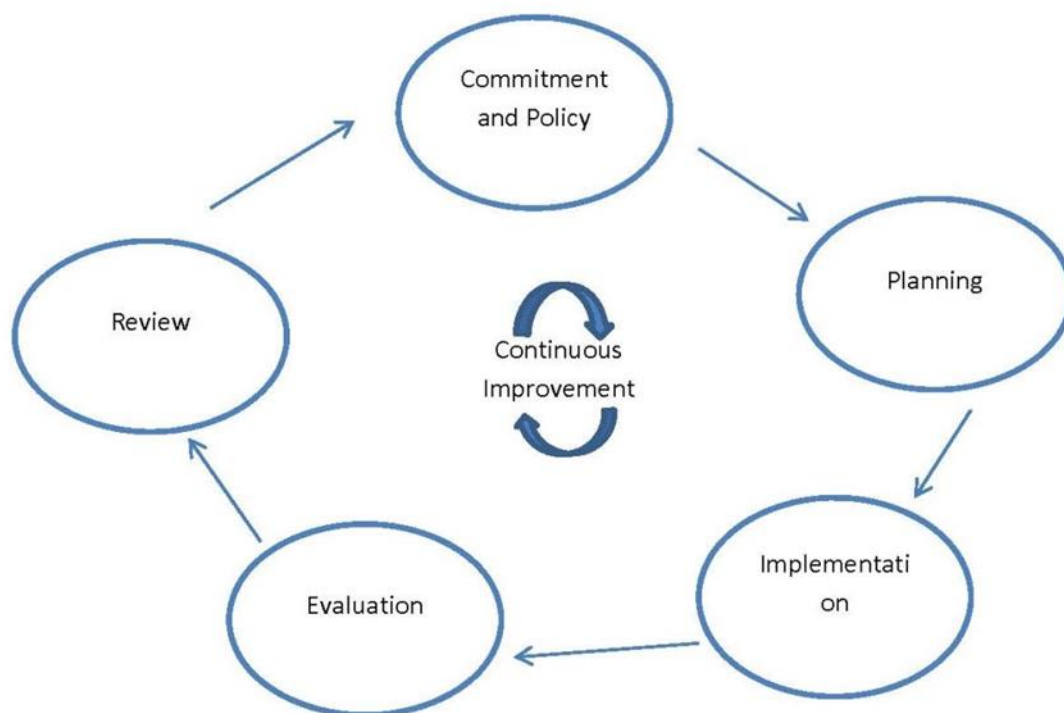 Commitment
and Policy
Planning
Implementati
on
Evaluation
Review
Continuous
Improvement